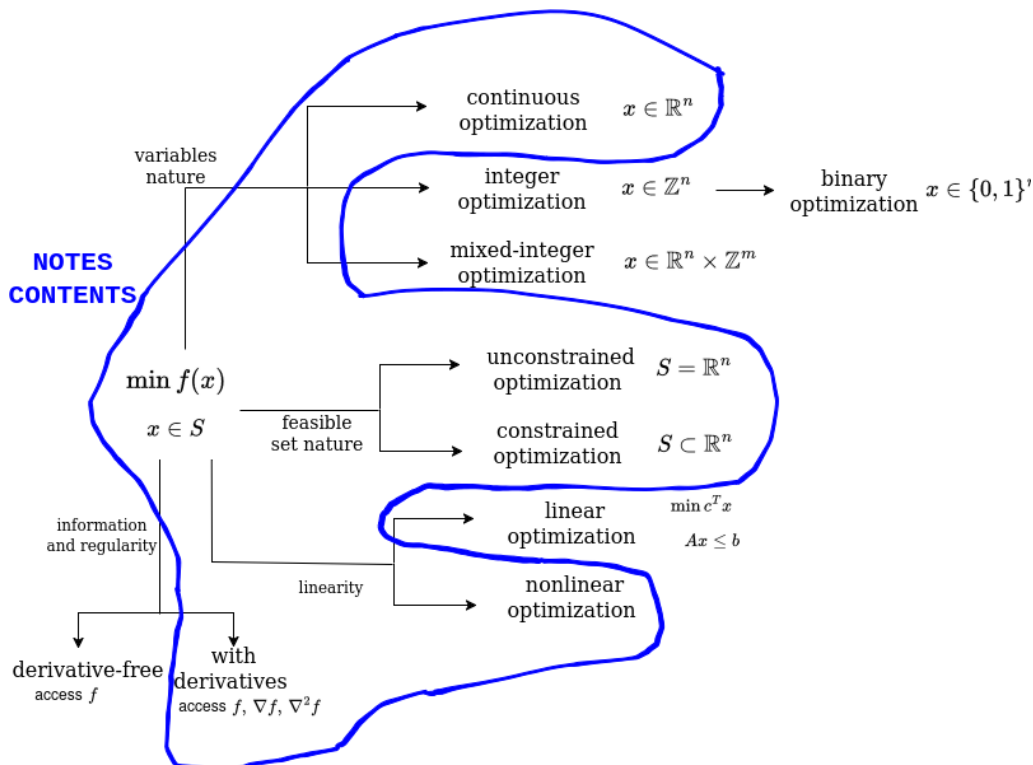 continuous
optimization x ∈ ℝⁿ
variables
nature
integer
optimization x ∈ ℤⁿ
binary
optimization x ∈ {0, 1}ⁿ
mixed-integer
optimization x ∈ ℝⁿ × ℤᵐ
NOTES
CONTENTS
min f(x)
x ∈ S
unconstrained
optimization S = ℝⁿ
feasible
set nature
constrained
optimization S ⊂ ℝⁿ
linear
optimization
min cᵀx
Ax ≤ b
information
and regularity
linearity
nonlinear
optimization
derivative-free
access f
with
derivatives
access f, ∇f, ∇²f